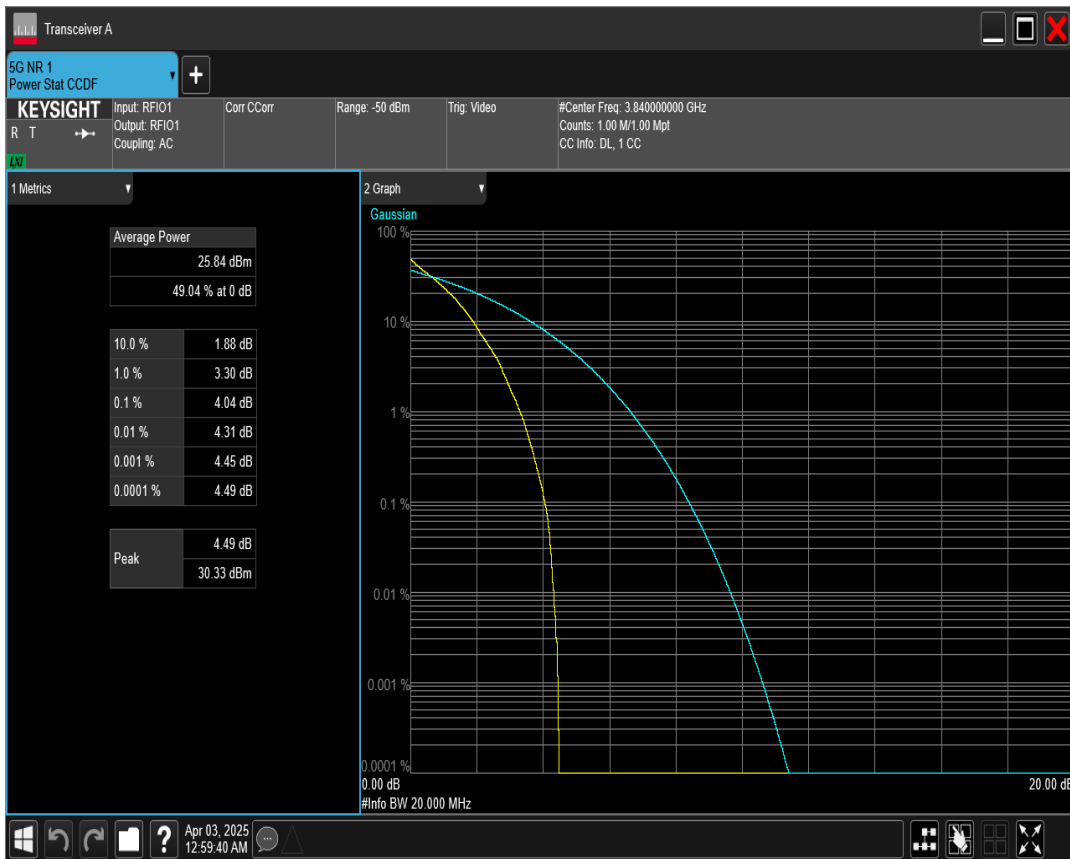 Transceiver A
5G NR 1
Power Stat CCDF
+
KEYSIGHT
R T
LXI
Input: RFIO1
Output: RFIO1
Coupling: AC
Corr CCorr
Range: -50 dBm
Trig: Video
#Center Freq: 3.840000000 GHz
Counts: 1.00 M/1.00 Mpt
CC Info: DL, 1 CC
1 Metrics
Average Power
25.84 dBm
49.04 % at 0 dB
10.0 % 1.88 dB
1.0 % 3.30 dB
0.1 % 4.04 dB
0.01 % 4.31 dB
0.001 % 4.45 dB
0.0001 % 4.49 dB
Peak
4.49 dB
30.33 dBm
2 Graph
Gaussian
100 %
10 %
1 %
0.1 %
0.01 %
0.001 %
0.0001 %
0.00 dB
20.00 dB
#Info BW 20.000 MHz
?
Apr 03, 2025
12:59:40 AM